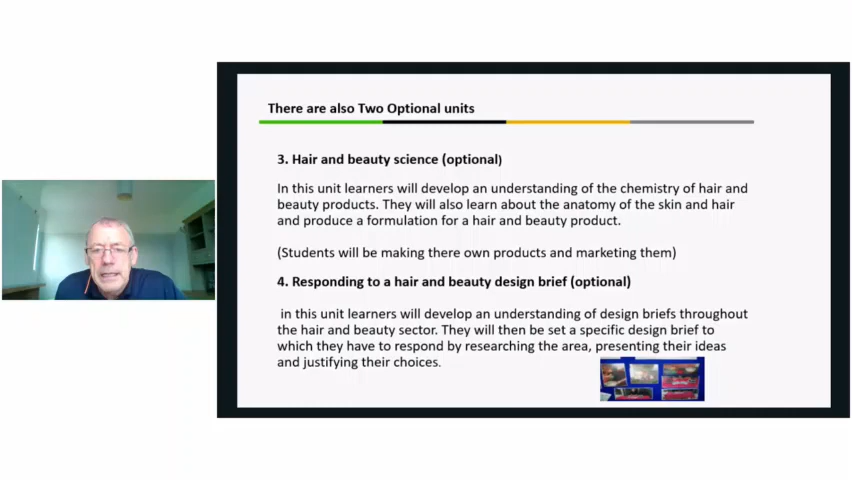 There are also Two Optional units
3. Hair and beauty science (optional)
In this unit learners will develop an understanding of the chemistry of hair and
beauty products. They will also learn about the anatomy of the skin and hair
and produce a formulation for a hair and beauty product.
(Students will be making there own products and marketing them)
4. Responding to a hair and beauty design brief (optional)
in this unit learners will develop an understanding of design briefs throughout
the hair and beauty sector. They will then be set a specific design brief to
which they have to respond by researching the area, presenting their ideas
and justifying their choices.